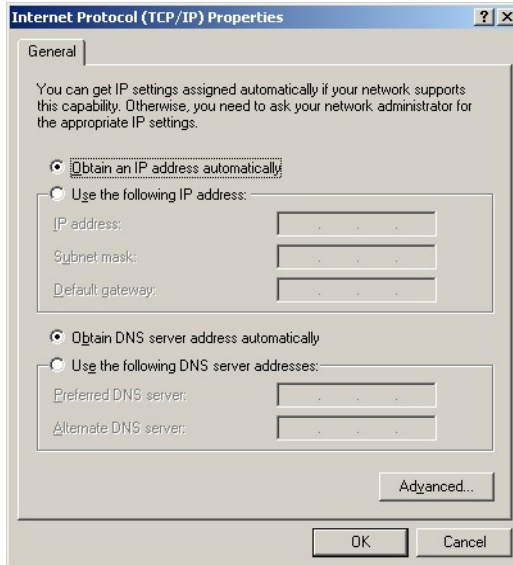 Internet Protocol (TCP/IP) Properties
General
You can get IP settings assigned automatically if your network supports
this capability. Otherwise, you need to ask your network administrator for
the appropriate IP settings.
Obtain an IP address automatically
Use the following IP address:
IP address:
Subnet mask:
Default gateway:
Obtain DNS server address automatically
Use the following DNS server addresses:
Preferred DNS server:
Alternate DNS server:
Advanced...
OK Cancel